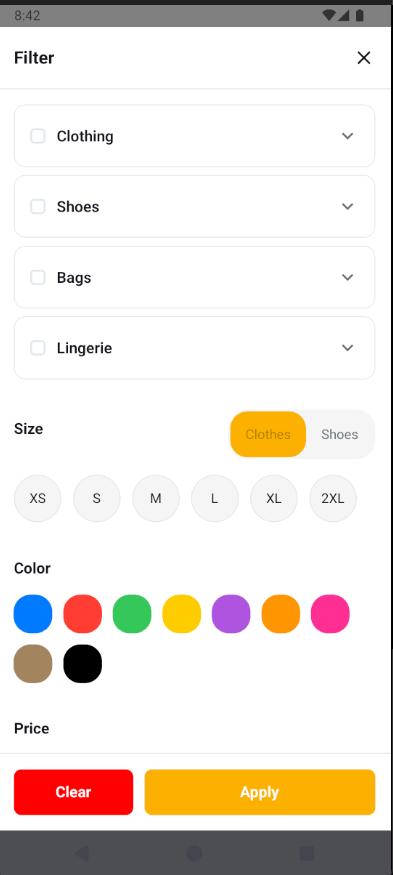 8:42
Filter
Clothing
Shoes
Bags
Lingerie
Size
Clothes Shoes
XS S M L XL 2XL
Color
Price
Clear Apply